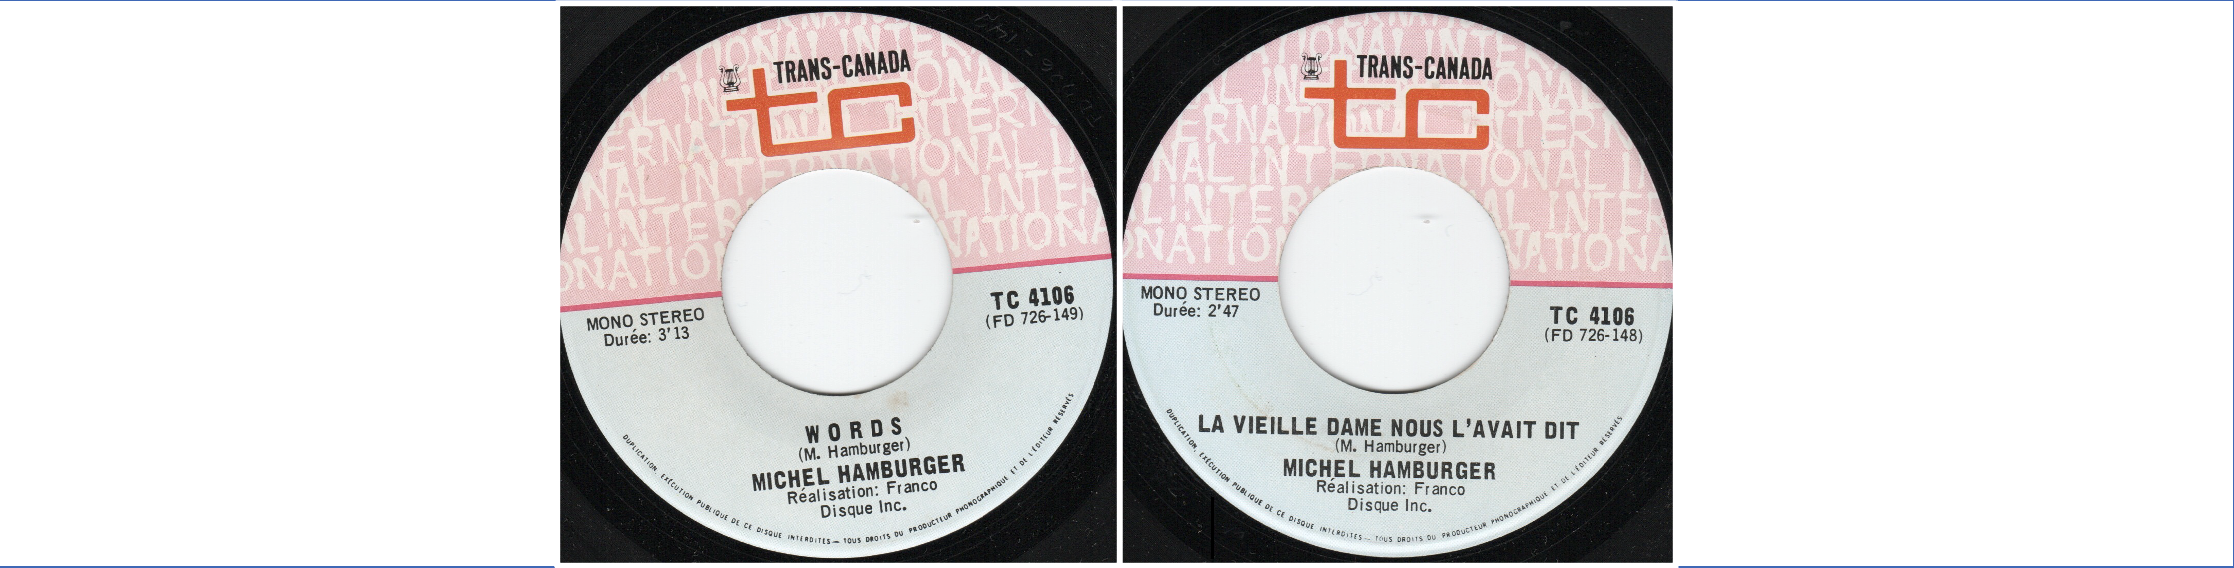 TRANS-CANADA
tc
MONO STEREO
Durée: 3'13
TC 4106
(FD 726-149)
WORDS
(M. Hamburger)
MICHEL HAMBURGER
Réalisation: Franco
Disque Inc.
DUPLICATION, EXÉCUTION PUBLIQUE DE CE DISQUE INTERDITES — TOUS DROITS DU PRODUCTEUR PHONOGRAPHIQUE ET DE L'ÉDITEUR RÉSERVÉS
TRANS-CANADA
tc
MONO STEREO
Durée: 2'47
TC 4106
(FD 726-148)
LA VIEILLE DAME NOUS L'AVAIT DIT
(M. Hamburger)
MICHEL HAMBURGER
Réalisation: Franco
Disque Inc.
DUPLICATION, EXÉCUTION PUBLIQUE DE CE DISQUE INTERDITES — TOUS DROITS DU PRODUCTEUR PHONOGRAPHIQUE ET DE L'ÉDITEUR RÉSERVÉS